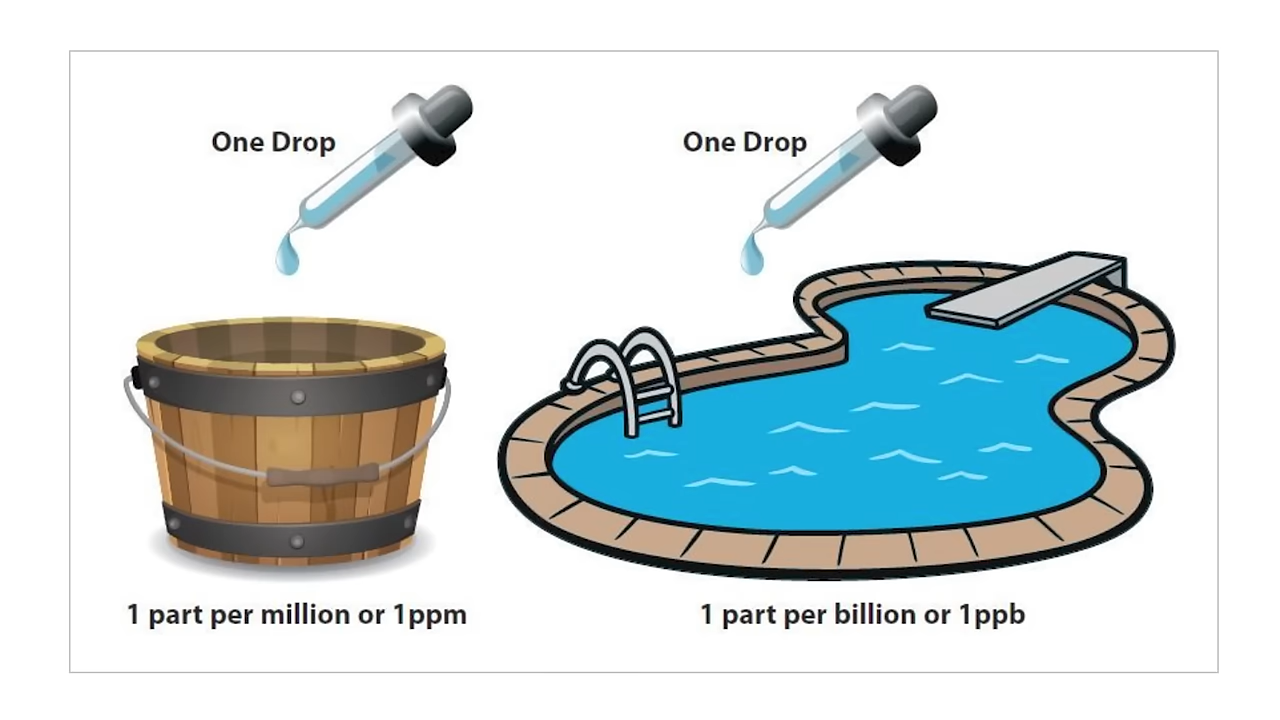 One Drop
One Drop
1 part per million or 1ppm
1 part per billion or 1ppb